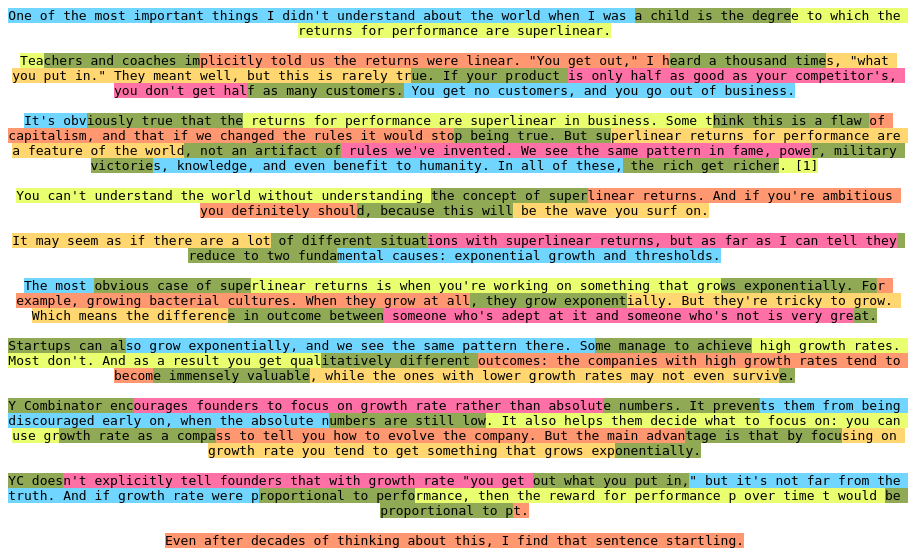 One of the most important things I didn't understand about the world when I was a child is the degree to which the
returns for performance are superlinear.
Teachers and coaches implicitly told us the returns were linear. "You get out," I heard a thousand times, "what
you put in." They meant well, but this is rarely true. If your product is only half as good as your competitor's,
you don't get half as many customers. You get no customers, and you go out of business.
It's obviously true that the returns for performance are superlinear in business. Some think this is a flaw of
capitalism, and that if we changed the rules it would stop being true. But superlinear returns for performance are
a feature of the world, not an artifact of rules we've invented. We see the same pattern in fame, power, military
victories, knowledge, and even benefit to humanity. In all of these, the rich get richer. [1]
You can't understand the world without understanding the concept of superlinear returns. And if you're ambitious
you definitely should, because this will be the wave you surf on.
It may seem as if there are a lot of different situations with superlinear returns, but as far as I can tell they
reduce to two fundamental causes: exponential growth and thresholds.
The most obvious case of superlinear returns is when you're working on something that grows exponentially. For
example, growing bacterial cultures. When they grow at all, they grow exponentially. But they're tricky to grow.
Which means the difference in outcome between someone who's adept at it and someone who's not is very great.
Startups can also grow exponentially, and we see the same pattern there. Some manage to achieve high growth rates.
Most don't. And as a result you get qualitatively different outcomes: the companies with high growth rates tend to
become immensely valuable, while the ones with lower growth rates may not even survive.
Y Combinator encourages founders to focus on growth rate rather than absolute numbers. It prevents them from being
discouraged early on, when the absolute numbers are still low. It also helps them decide what to focus on: you can
use growth rate as a compass to tell you how to evolve the company. But the main advantage is that by focusing on
growth rate you tend to get something that grows exponentially.
YC doesn't explicitly tell founders that with growth rate "you get out what you put in," but it's not far from the
truth. And if growth rate were proportional to performance, then the reward for performance p over time t would be
proportional to pt.
Even after decades of thinking about this, I find that sentence startling.